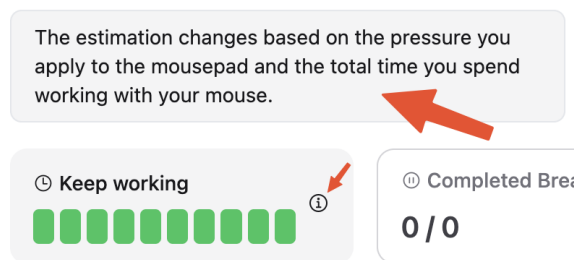 The estimation changes based on the pressure you
apply to the mousepad and the total time you spend
working with your mouse.
Keep working
Completed
0/0